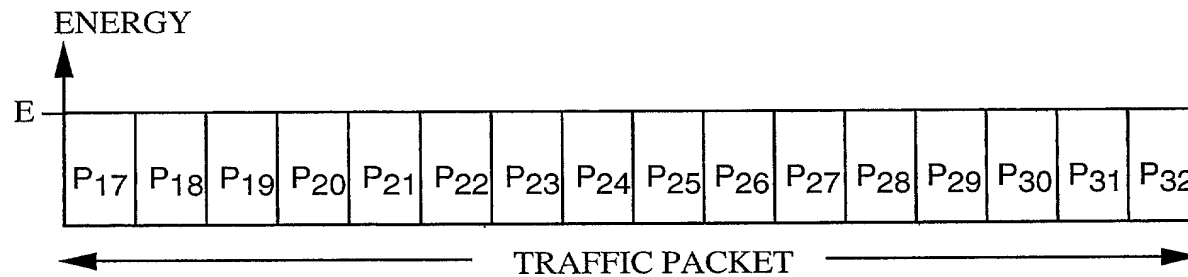 ENERGY
E
P17 P18 P19 P20 P21 P22 P23 P24 P25 P26 P27 P28 P29 P30 P31 P32
TRAFFIC PACKET